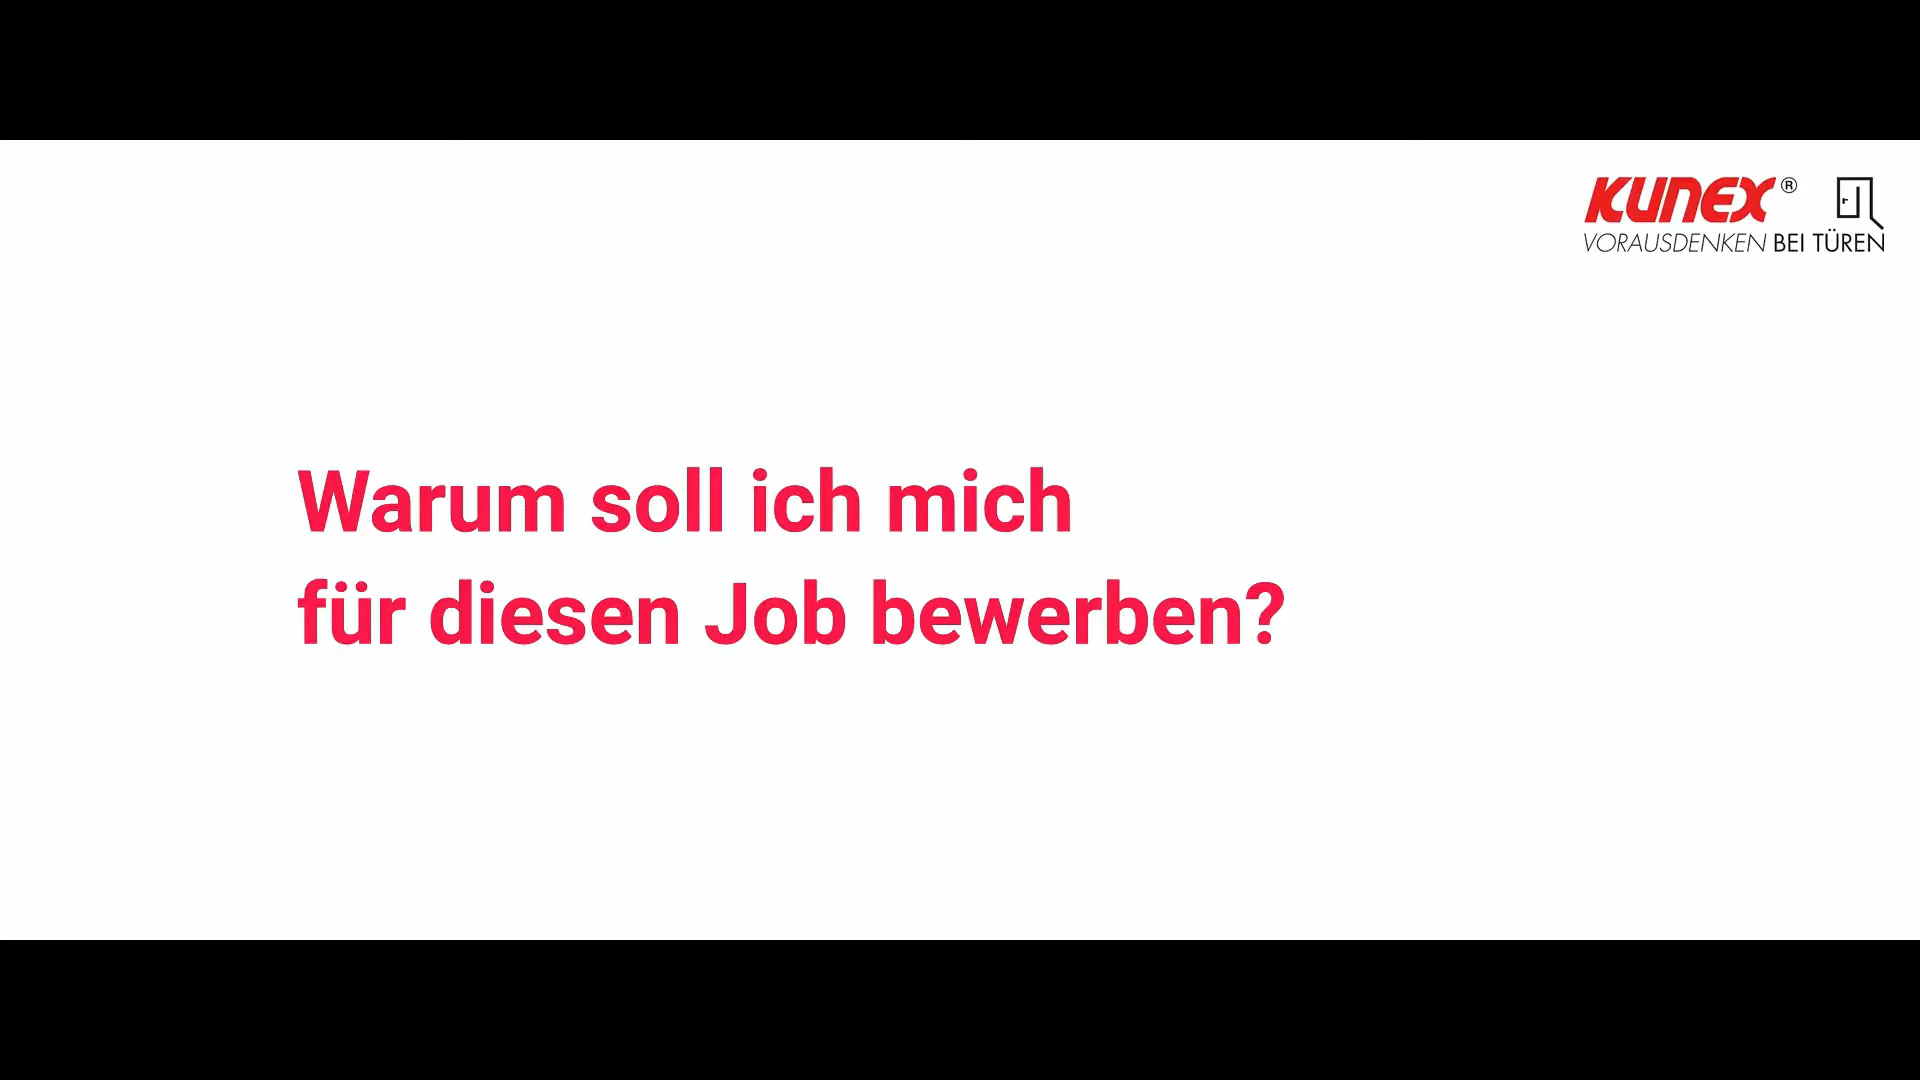 KUNEX®
VORAUSDENKEN BEI TÜREN
Warum soll ich mich
für diesen Job bewerben?